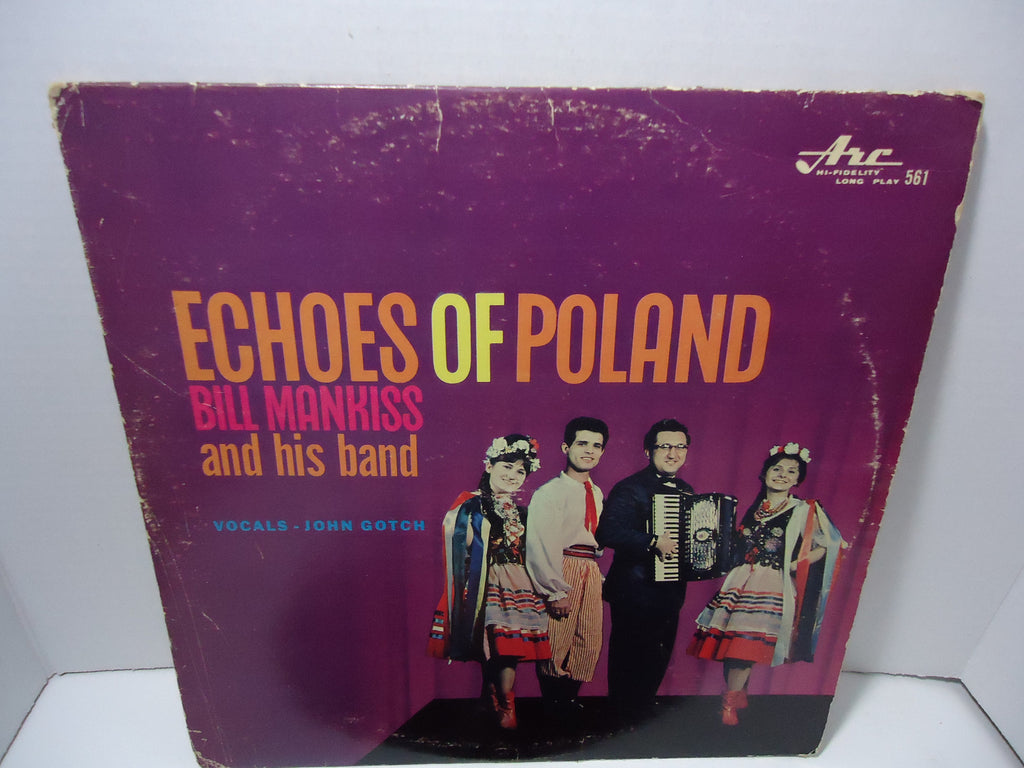 Arc
HI-FIDELITY
LONG PLAY 561
ECHOES OF POLAND
BILL MANKISS
and his band
VOCALS - JOHN GOTCH